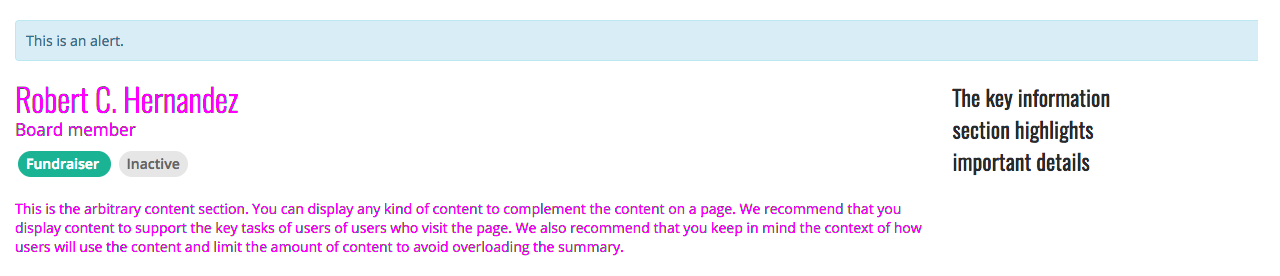 This is an alert.
Robert C. Hernandez
Board member
Fundraiser Inactive
This is the arbitrary content section. You can display any kind of content to complement the content on a page. We recommend that you
display content to support the key tasks of users of users who visit the page. We also recommend that you keep in mind the context of how
users will use the content and limit the amount of content to avoid overloading the summary.
The key information
section highlights
important details